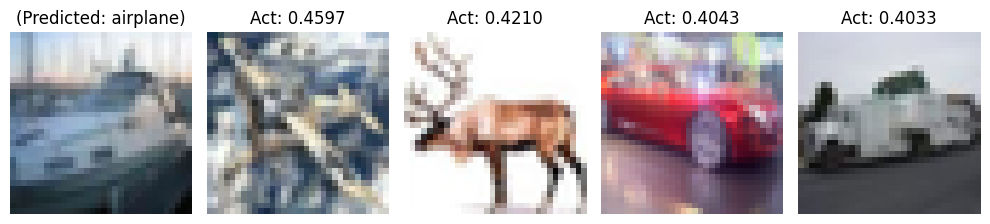 (Predicted: airplane)
Act: 0.4597
Act: 0.4210
Act: 0.4043
Act: 0.4033